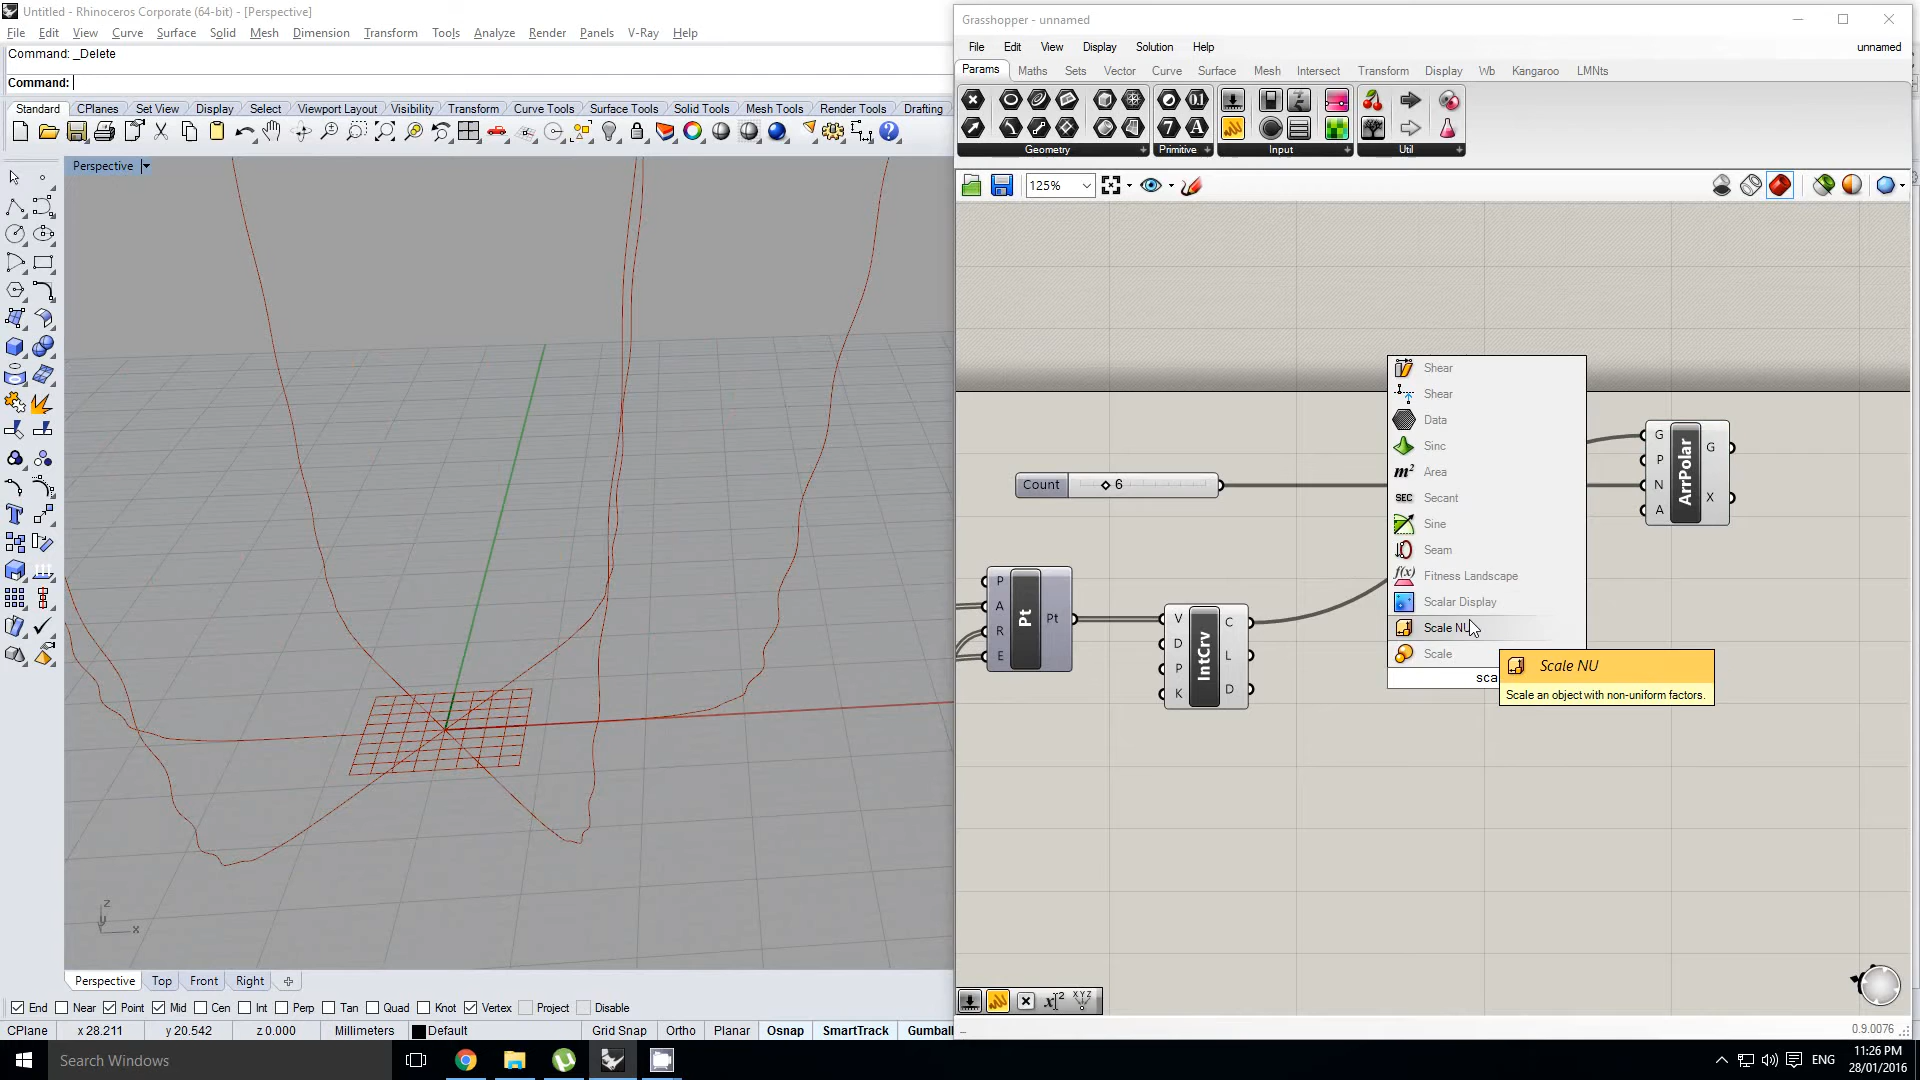 Untitled - Rhinoceros Corporate (64-bit) - [Perspective]
File Edit View Curve Surface Solid Mesh Dimension Transform Tools Analyze Render Panels V-Ray Help
Command: _Delete
Command:
Standard CPlanes Set View Display Select Viewport Layout Visibility Transform Curve Tools Surface Tools Solid Tools Mesh Tools Render Tools Drafting
Perspective
z
y
x
Perspective Top Front Right
End Near Point Mid Cen Int Perp Tan Quad Knot Vertex Project Disable
CPlane x 28.211 y 20.542 z 0.000 Millimeters Default Grid Snap Ortho Planar Osnap SmartTrack Gumball
Grasshopper - unnamed
File Edit View Display Solution Help unnamed
Params Maths Sets Vector Curve Surface Mesh Intersect Transform Display Wb Kangaroo LMNts
Geometry Primitive Input Util
125%
Shear
Shear
Data
Sinc
m² Area
SEC Secant
Sine
Seam
f(x) Fitness Landscape
Scalar Display
Scale NU
Scale
sca
Scale NU
Scale an object with non-uniform factors.
Count 6
P
A
R
E
Pt
Pt
V
D
P
K
IntCrv
C
L
D
G
P
N
A
ArrPolar
G
X
0.9.0076
Search Windows
ENG
11:26 PM
28/01/2016